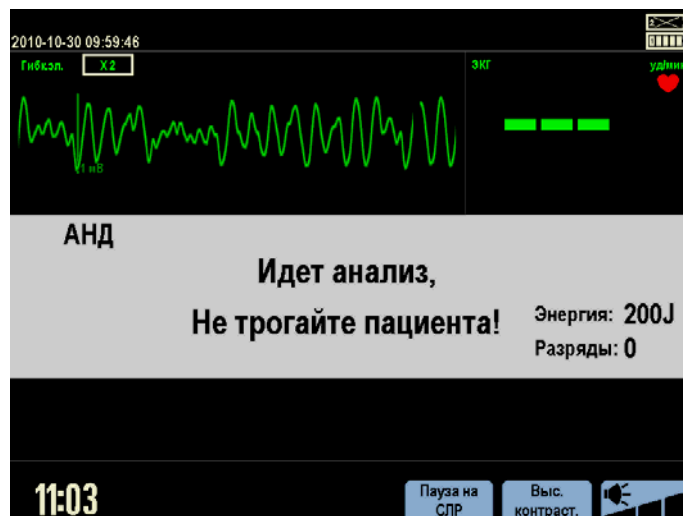 2010-10-30 09:59:46
Гибкэл. X2 ЭКГ уд/мин
1 мВ
АНД
Идет анализ,
Не трогайте пациента!
Энергия: 200J
Разряды: 0
11:03
Пауза на
СЛР
Выс.
контраст.